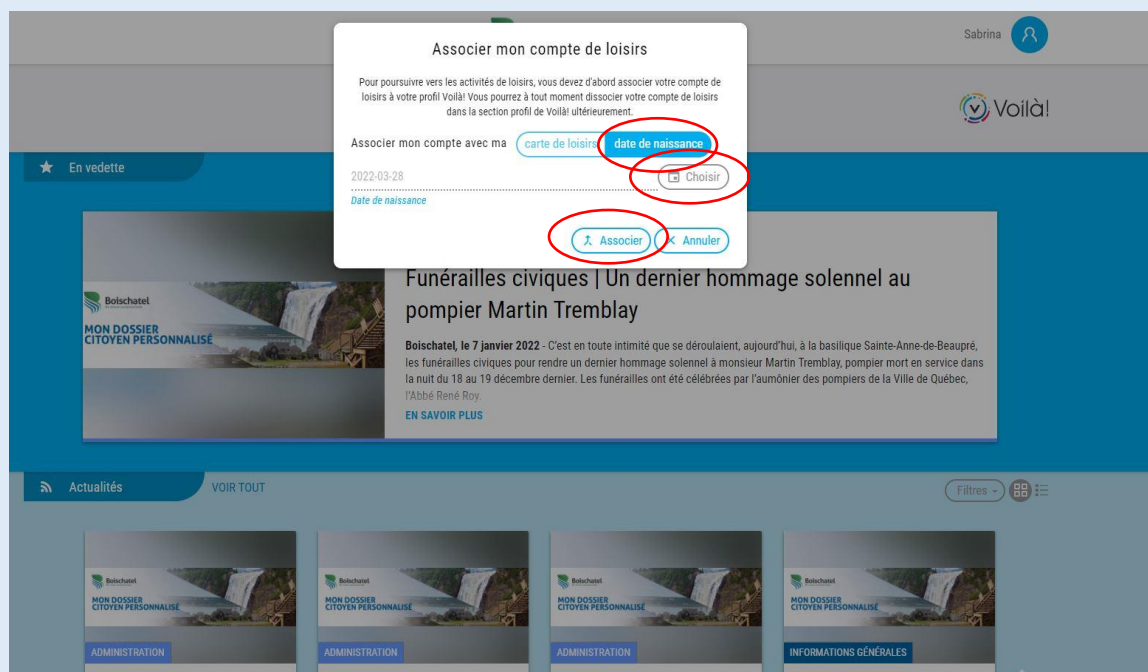 Sabrina
Voilà!
Associer mon compte de loisirs
Pour poursuivre vers les activités de loisirs, vous devez d'abord associer votre compte de
loisirs à votre profil Voilà! Vous pourrez à tout moment dissocier votre compte de loisirs
dans la section profil de Voilà! ultérieurement.
Associer mon compte avec ma carte de loisirs date de naissance
2022-03-28 Choisir
Date de naissance
Associer Annuler
En vedette
Boischatel
MON DOSSIER
CITOYEN PERSONNALISÉ
Funérailles civiques | Un dernier hommage solennel au
pompier Martin Tremblay
Boischatel, le 7 janvier 2022 - C'est en toute intimité que se déroulaient, aujourd'hui, à la basilique Sainte-Anne-de-Beaupré,
les funérailles civiques pour rendre un dernier hommage solennel à monsieur Martin Tremblay, pompier mort en service dans
la nuit du 18 au 19 décembre dernier. Les funérailles ont été célébrées par l'aumônier des pompiers de la Ville de Québec,
l'Abbé René Roy.
EN SAVOIR PLUS
Actualités VOIR TOUT Filtres
Boischatel
MON DOSSIER
CITOYEN PERSONNALISÉ
ADMINISTRATION
Boischatel
MON DOSSIER
CITOYEN PERSONNALISÉ
ADMINISTRATION
Boischatel
MON DOSSIER
CITOYEN PERSONNALISÉ
ADMINISTRATION
Boischatel
MON DOSSIER
CITOYEN PERSONNALISÉ
INFORMATIONS GÉNÉRALES